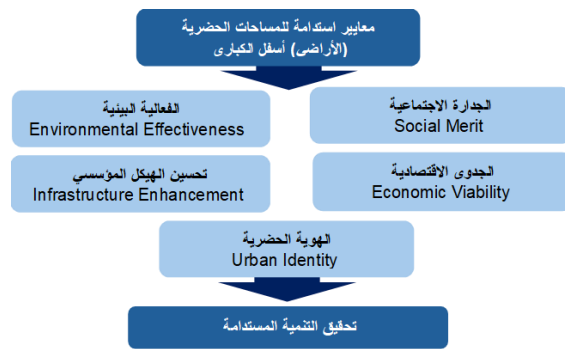 معايير استدامة للمساحات الحضرية
(الأراضى) أسفل الكبارى
الجدارة الاجتماعية
Social Merit
الفعالية البيئية
Environmental Effectiveness
الجدوى الاقتصادية
Economic Viability
تحسين الهيكل المؤسسي
Infrastructure Enhancement
الهوية الحضرية
Urban Identity
تحقيق التنمية المستدامة